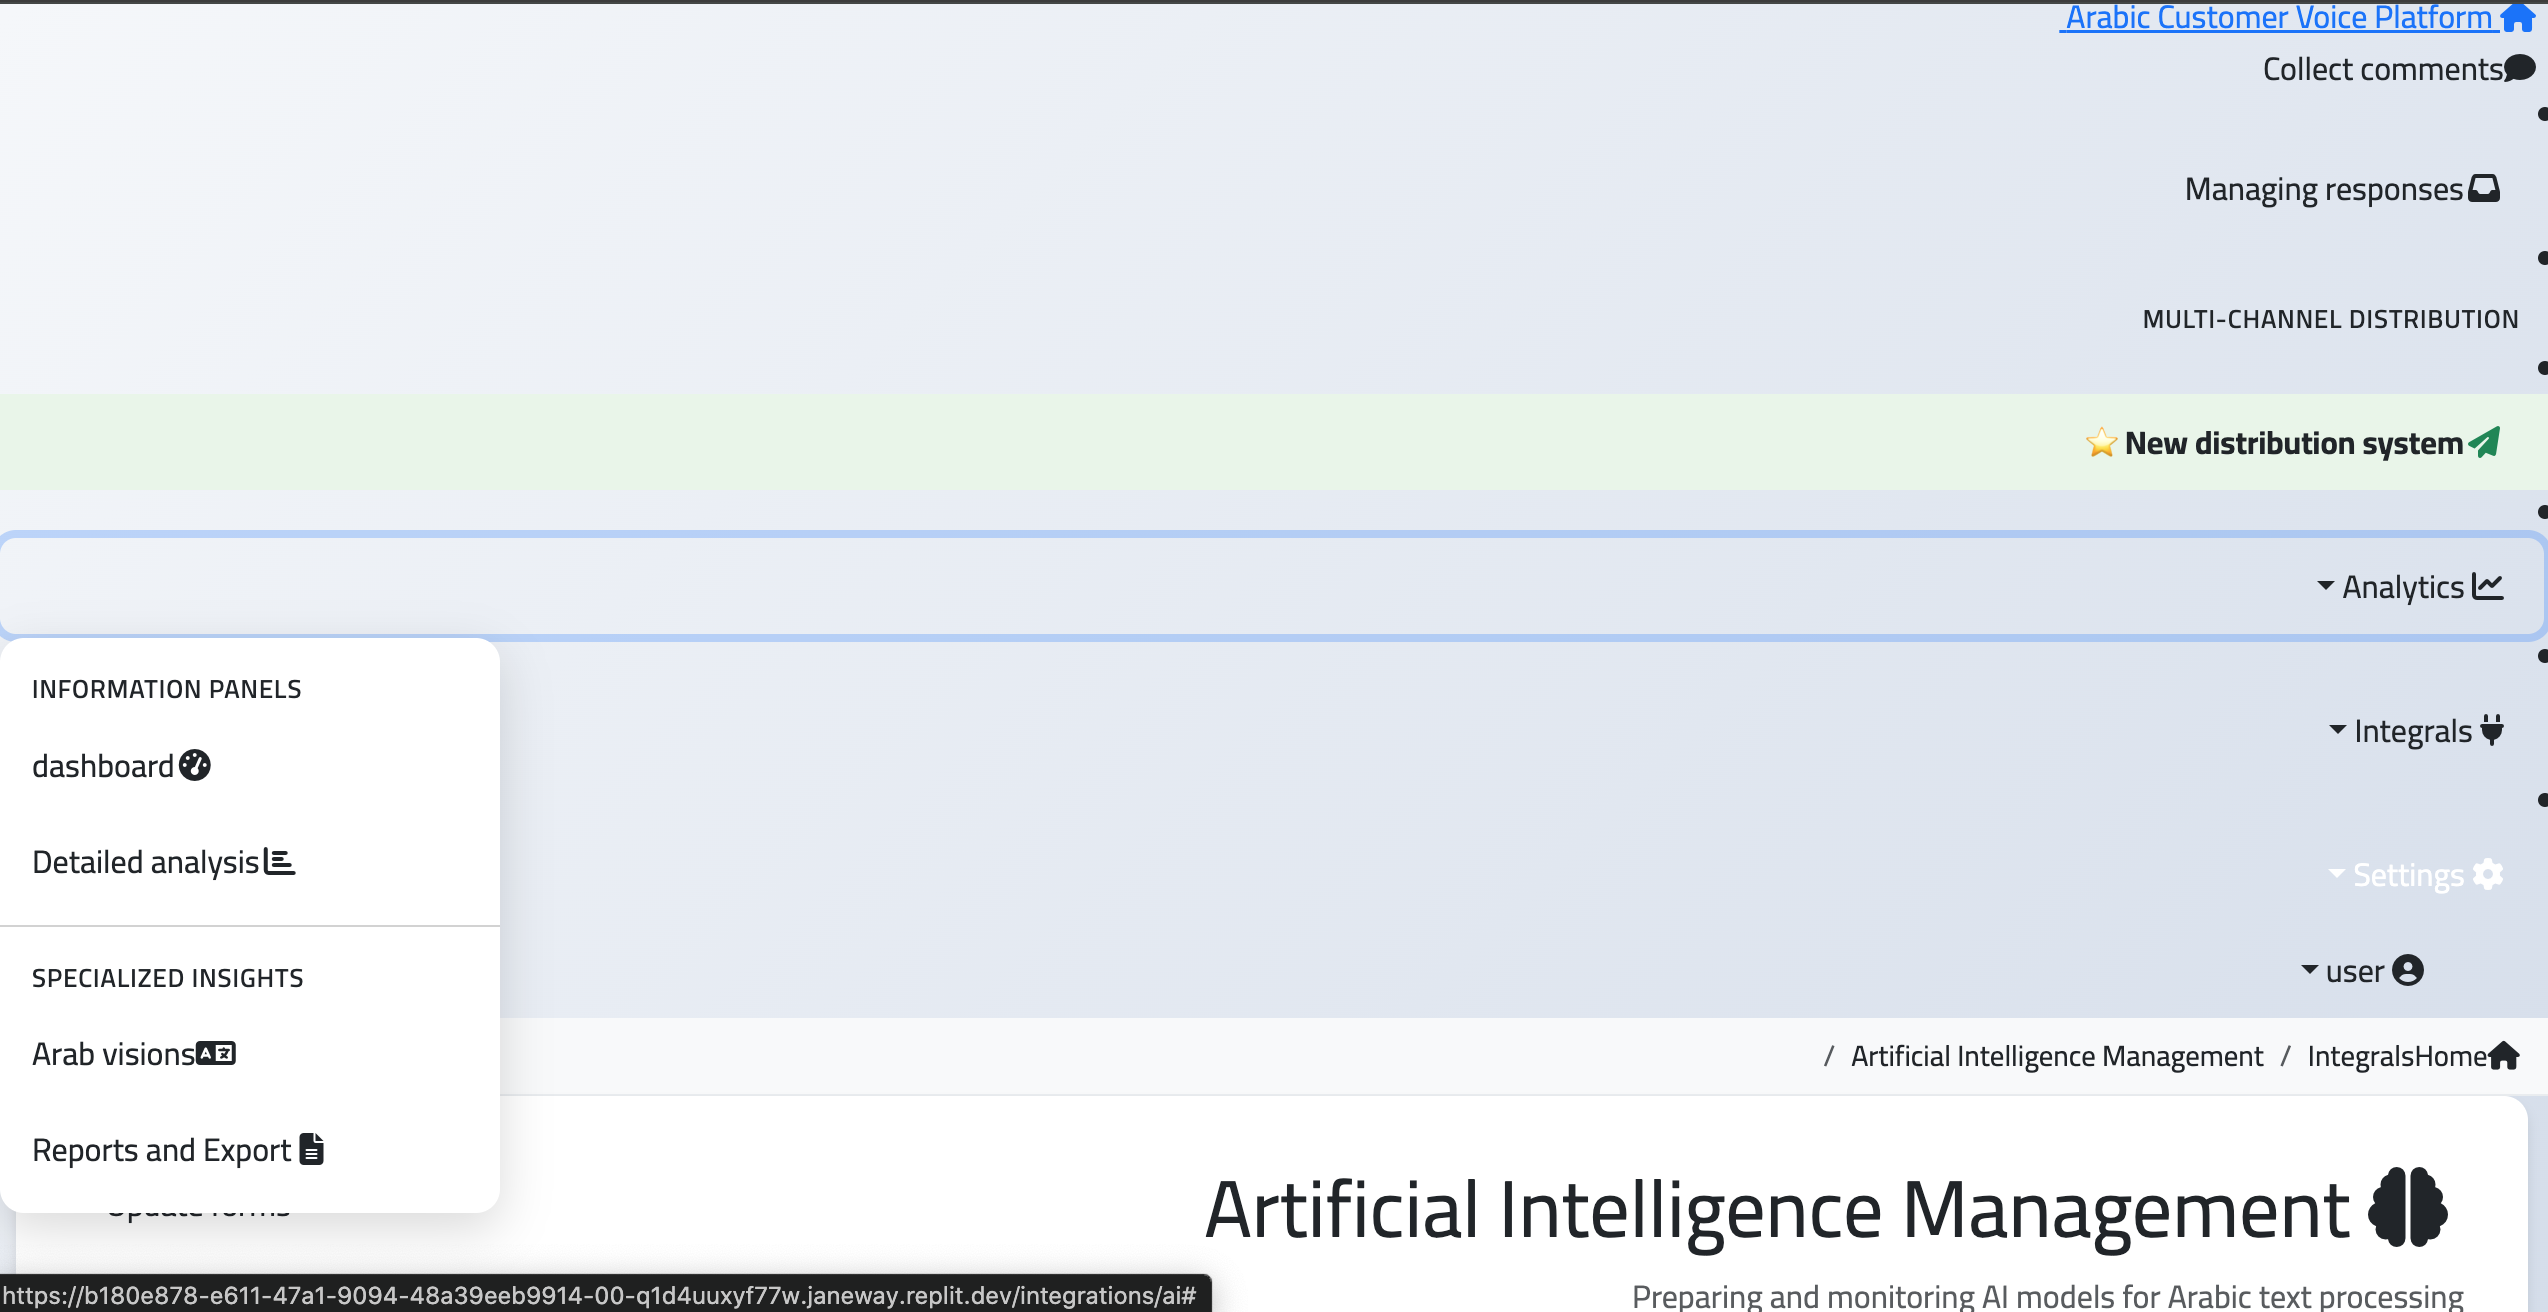 Arabic Customer Voice Platform
Collect comments
Managing responses
MULTI-CHANNEL DISTRIBUTION
⭐ New distribution system
Analytics
INFORMATION PANELS
dashboard
Detailed analysis
SPECIALIZED INSIGHTS
Arab visions
Reports and Export
Integrals
Settings
user
/ Artificial Intelligence Management / IntegralsHome
Artificial Intelligence Management
Update forms
Preparing and monitoring AI models for Arabic text processing
https://b180e878-e611-47a1-9094-48a39eeb9914-00-q1d4uuxyf77w.janeway.replit.dev/integrations/ai#